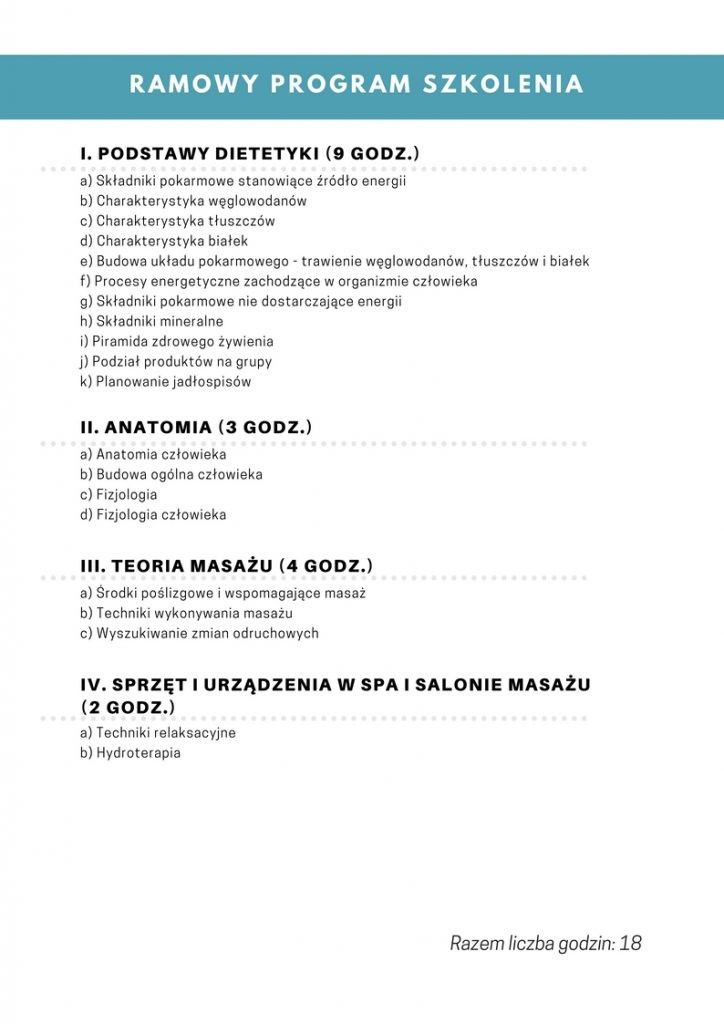 RAMOWY PROGRAM SZKOLENIA
I. PODSTAWY DIETETYKI (9 GODZ.)
a) Składniki pokarmowe stanowiące źródło energii
b) Charakterystyka węglowodanów
c) Charakterystyka tłuszczów
d) Charakterystyka białek
e) Budowa układu pokarmowego - trawienie węglowodanów, tłuszczów i białek
f) Procesy energetyczne zachodzące w organizmie człowieka
g) Składniki pokarmowe nie dostarczające energii
h) Składniki mineralne
i) Piramida zdrowego żywienia
j) Podział produktów na grupy
k) Planowanie jadłospisów
II. ANATOMIA (3 GODZ.)
a) Anatomia człowieka
b) Budowa ogólna człowieka
c) Fizjologia
d) Fizjologia człowieka
III. TEORIA MASAŻU (4 GODZ.)
a) Środki poślizgowe i wspomagające masaż
b) Techniki wykonywania masażu
c) Wyszukiwanie zmian odruchowych
IV. SPRZĘT I URZĄDZENIA W SPA I SALONIE MASAŻU
(2 GODZ.)
a) Techniki relaksacyjne
b) Hydroterapia
Razem liczba godzin: 18